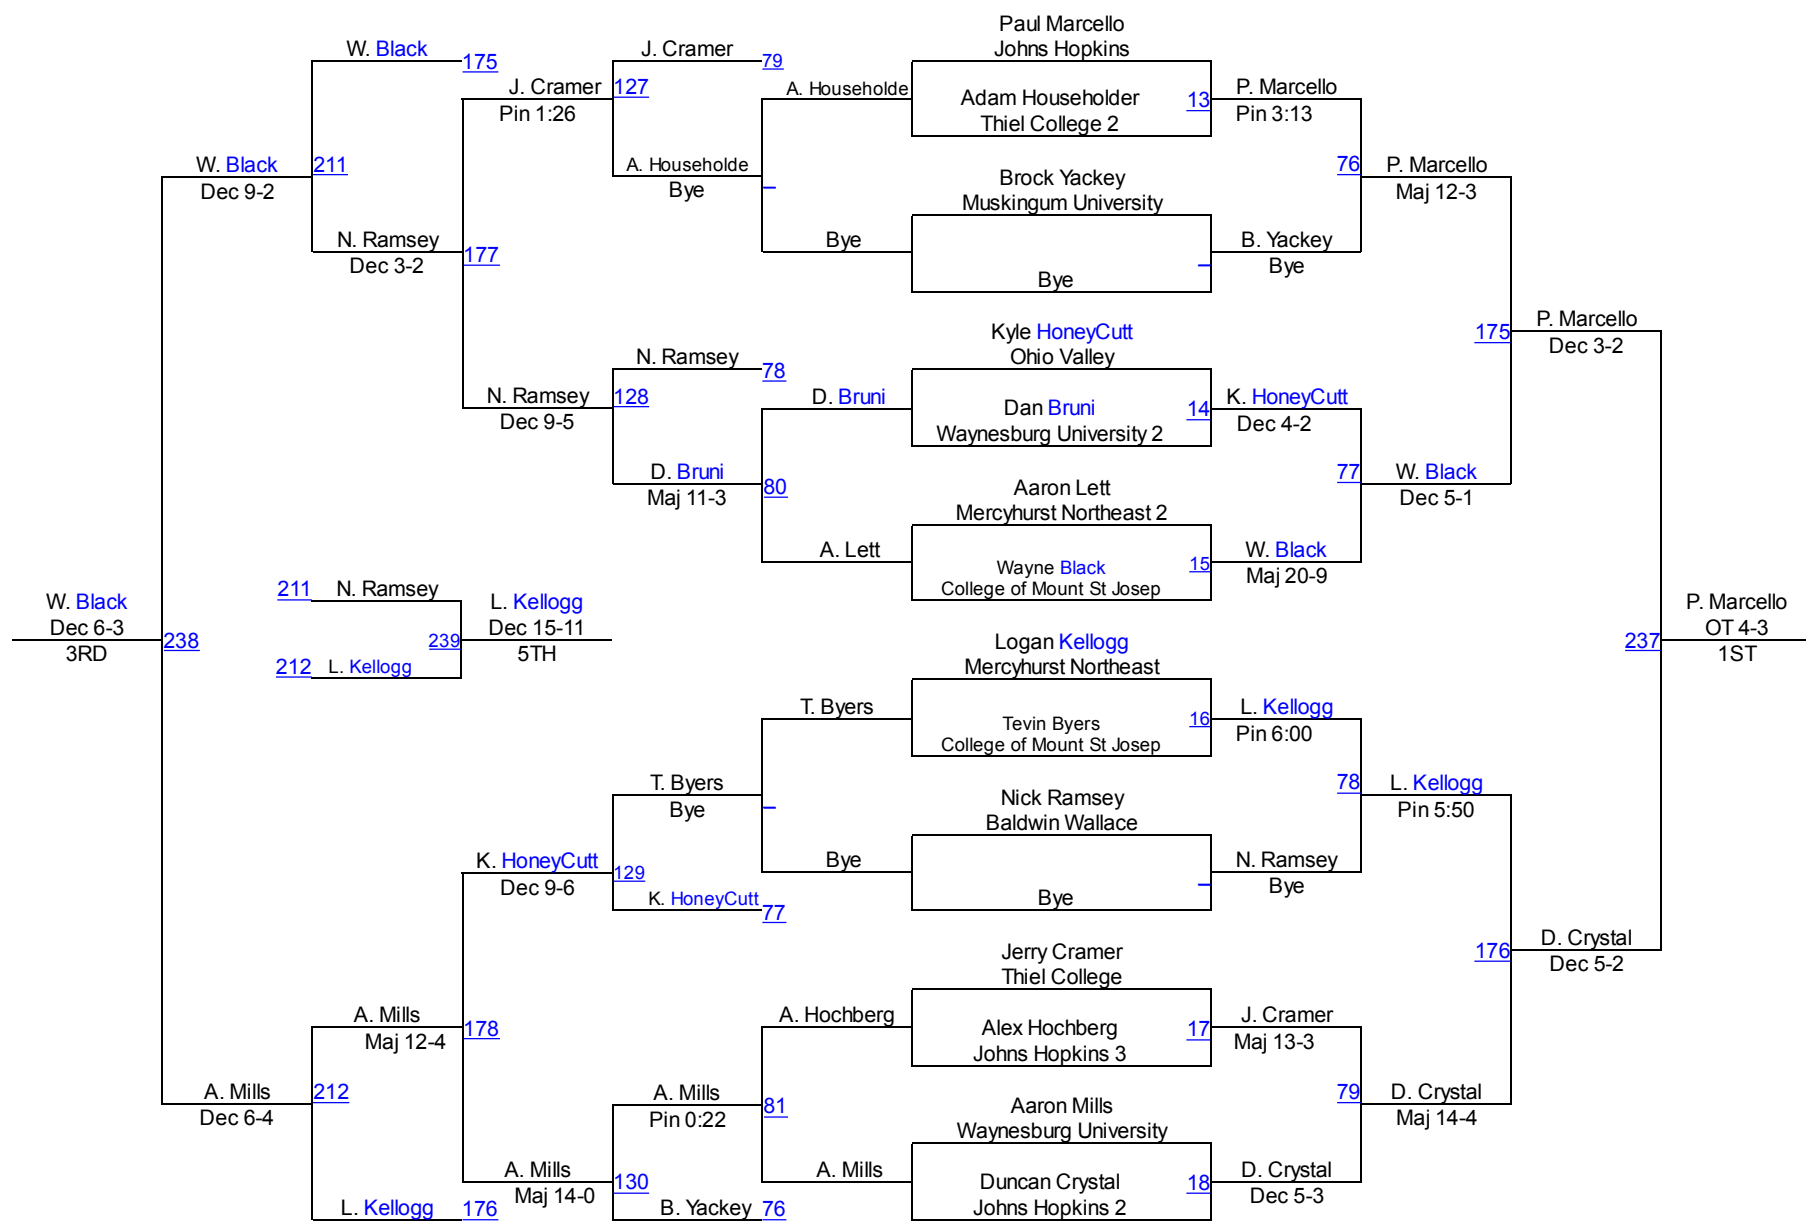 Paul Marcello
W. Black
J. Cramer
Johns Hopkins
175
79
J. Cramer
127
A. Householde
Adam Householder
13
P. Marcello
Pin 1:26
Thiel College 2
Pin 3:13
W. Black
211
A. Householde
76
P. Marcello
Dec 9-2
Bye
Brock Yackey
Maj 12-3
Muskingum University
N. Ramsey
177
Bye
B. Yackey
Dec 3-2
Bye
Bye
Kyle HoneyCutt
175
P. Marcello
N. Ramsey
78
Ohio Valley
Dec 3-2
N. Ramsey
128
D. Bruni
Dan Bruni
14
K. HoneyCutt
Dec 9-5
Waynesburg University 2
Dec 4-2
D. Bruni
80
77
W. Black
Maj 11-3
Aaron Lett
Dec 5-1
Mercyhurst Northeast 2
A. Lett
Wayne Black
15
W. Black
College of Mount St Josep
Maj 20-9
211
N. Ramsey
W. Black
L. Kellogg
P. Marcello
Dec 6-3
Dec 15-11
OT 4-3
238
239
237
3RD
5TH
1ST
212
L. Kellogg
Logan Kellogg
Mercyhurst Northeast
T. Byers
Tevin Byers
16
L. Kellogg
College of Mount St Josep
Pin 6:00
T. Byers
78
L. Kellogg
Bye
Nick Ramsey
Pin 5:50
Baldwin Wallace
K. HoneyCutt
129
Bye
N. Ramsey
Dec 9-6
Bye
Bye
K. HoneyCutt
77
Jerry Cramer
176
D. Crystal
Thiel College
Dec 5-2
A. Mills
178
A. Hochberg
Alex Hochberg
17
J. Cramer
Maj 12-4
Johns Hopkins 3
Maj 13-3
A. Mills
212
A. Mills
81
79
D. Crystal
Dec 6-4
Pin 0:22
Aaron Mills
Maj 14-4
Waynesburg University
A. Mills
130
A. Mills
Duncan Crystal
18
D. Crystal
Maj 14-0
Johns Hopkins 2
Dec 5-3
L. Kellogg
176
B. Yackey
76